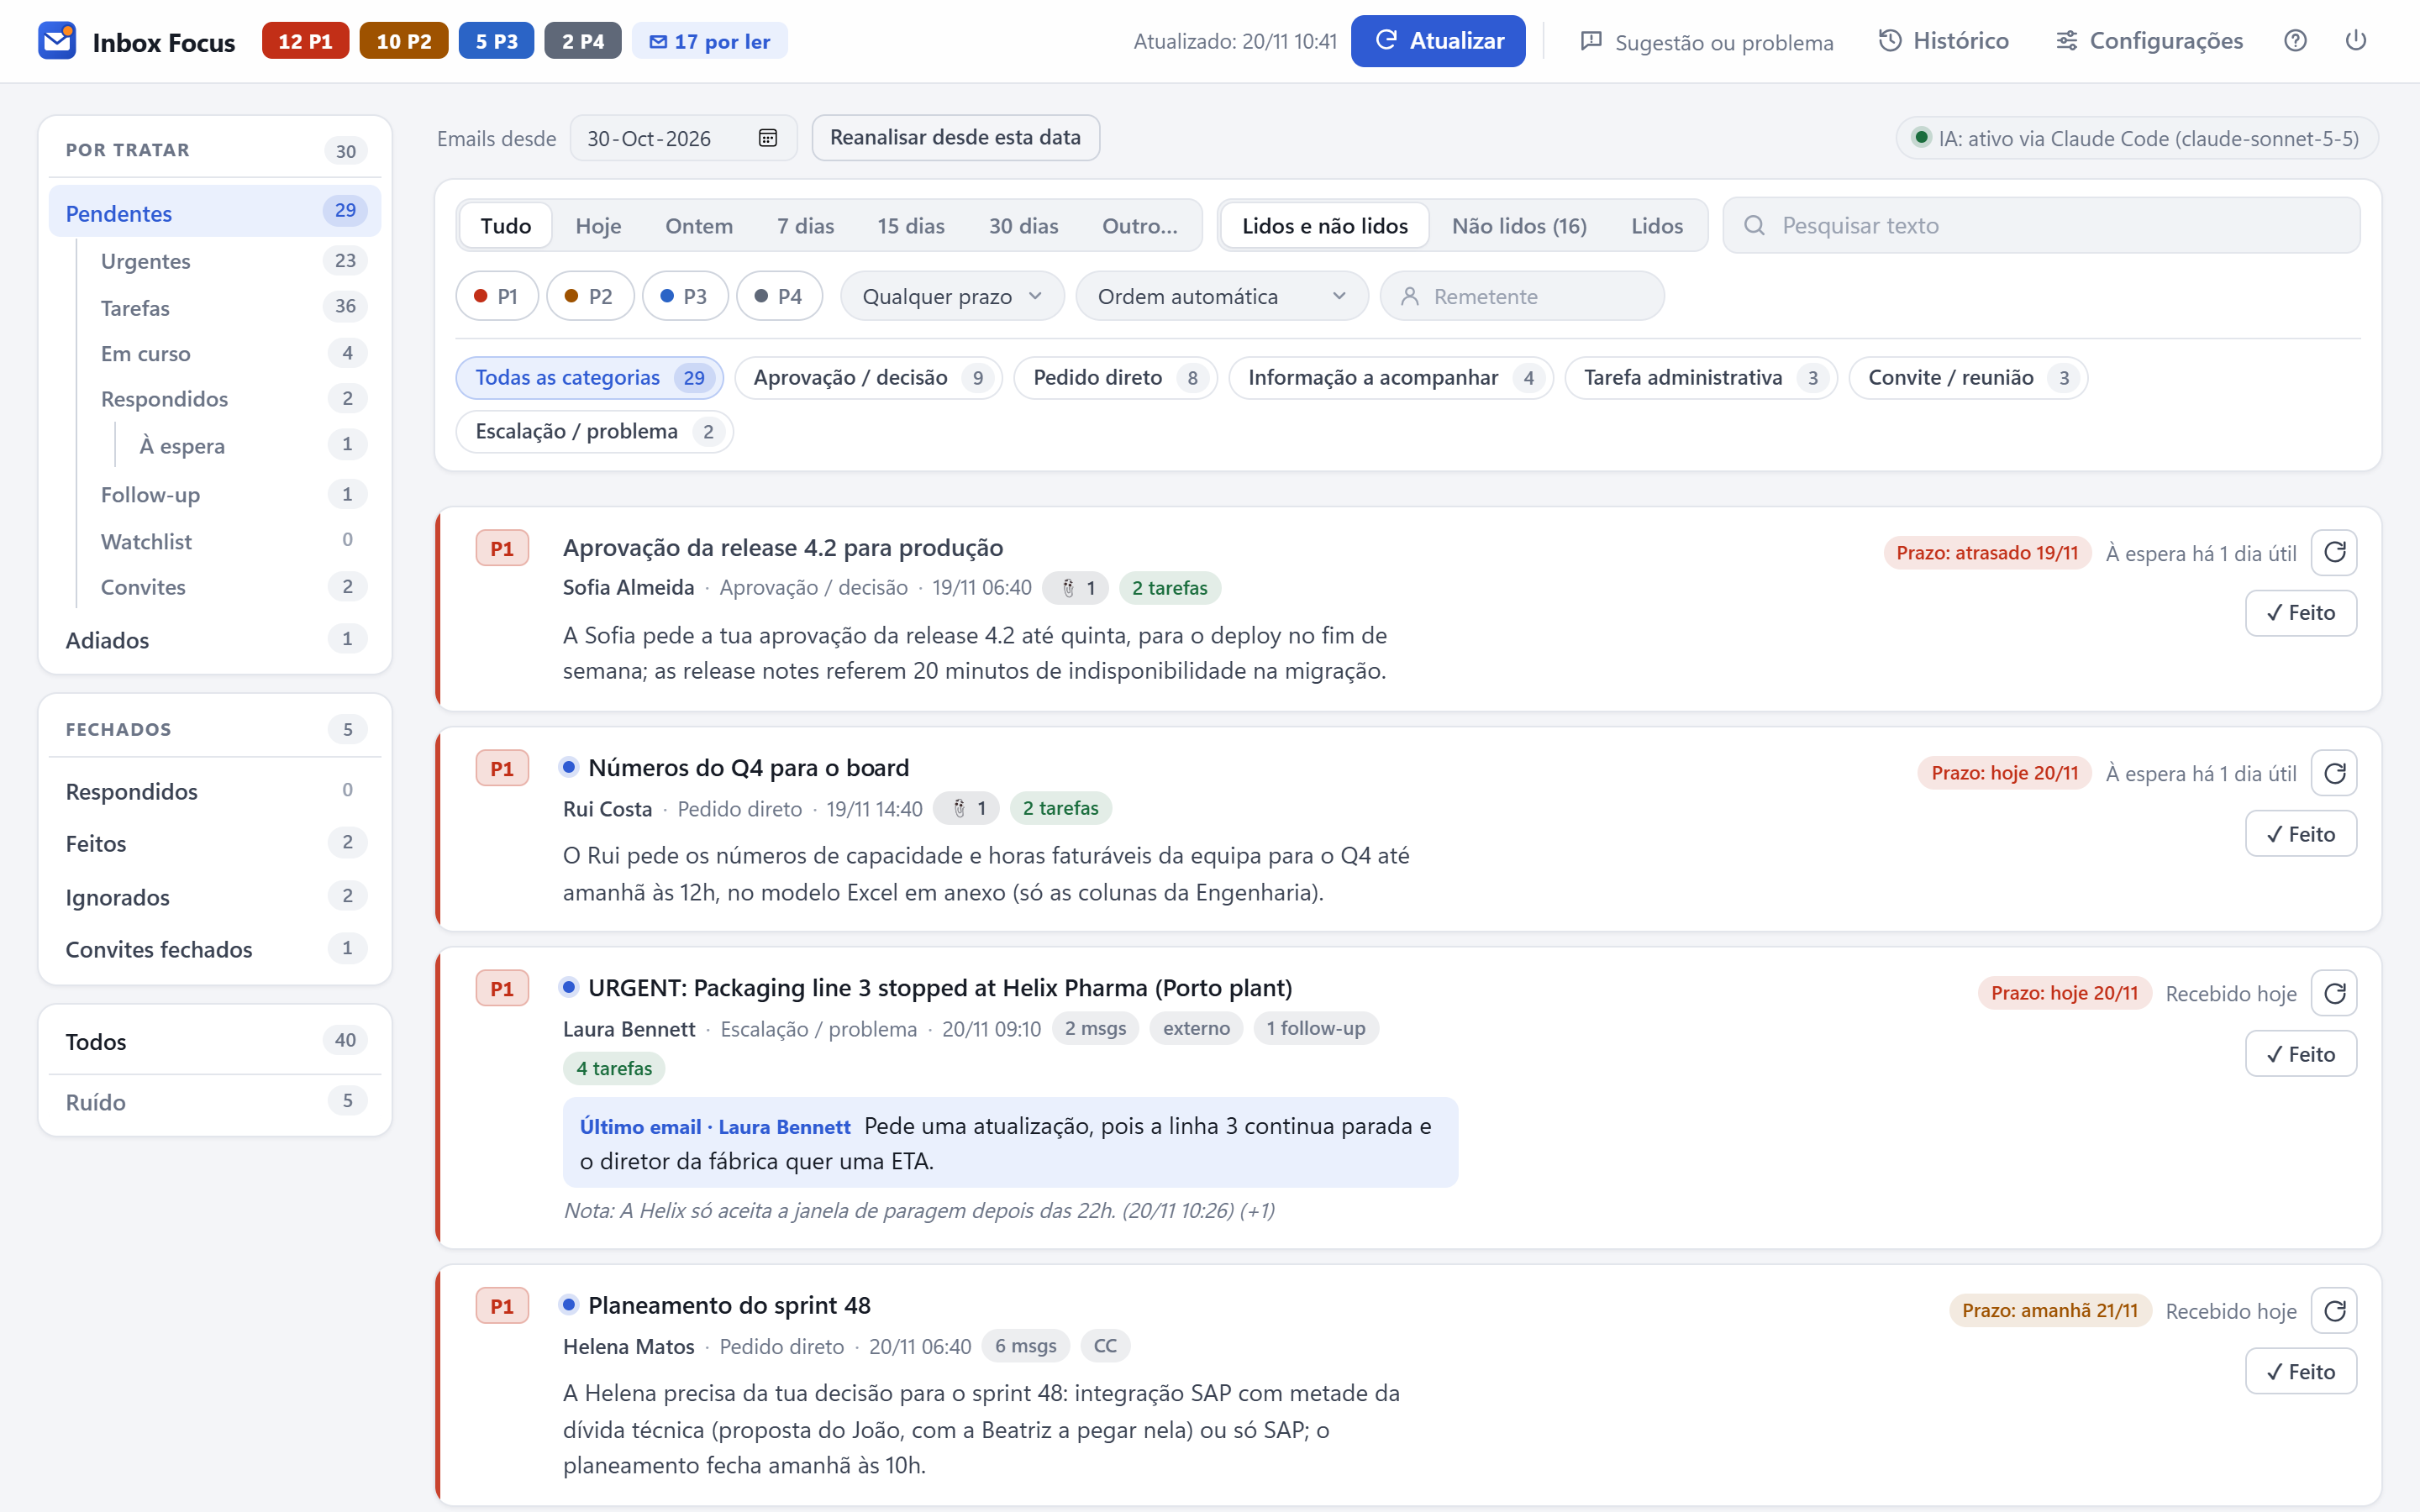 Inbox Focus 12 P1 10 P2 5 P3 2 P4 17 por ler Atualizado: 20/11 10:41 Atualizar Sugestão ou problema Histórico Configurações
POR TRATAR 30
Pendentes 29
Urgentes 23
Tarefas 36
Em curso 4
Respondidos 2
À espera 1
Follow-up 1
Watchlist 0
Convites 2
Adiados 1
FECHADOS 5
Respondidos 0
Feitos 2
Ignorados 2
Convites fechados 1
Todos 40
Ruído 5
Emails desde 30-Oct-2026 Reanalisar desde esta data IA: ativo via Claude Code (claude-sonnet-5-5)
Tudo Hoje Ontem 7 dias 15 dias 30 dias Outro... Lidos e não lidos Não lidos (16) Lidos Pesquisar texto
P1 P2 P3 P4 Qualquer prazo Ordem automática Remetente
Todas as categorias 29 Aprovação / decisão 9 Pedido direto 8 Informação a acompanhar 4 Tarefa administrativa 3 Convite / reunião 3
Escalação / problema 2
P1 Aprovação da release 4.2 para produção Prazo: atrasado 19/11 À espera há 1 dia útil
Sofia Almeida · Aprovação / decisão · 19/11 06:40 1 2 tarefas
✓ Feito
A Sofia pede a tua aprovação da release 4.2 até quinta, para o deploy no fim de
semana; as release notes referem 20 minutos de indisponibilidade na migração.
P1 Números do Q4 para o board Prazo: hoje 20/11 À espera há 1 dia útil
Rui Costa · Pedido direto · 19/11 14:40 1 2 tarefas
✓ Feito
O Rui pede os números de capacidade e horas faturáveis da equipa para o Q4 até
amanhã às 12h, no modelo Excel em anexo (só as colunas da Engenharia).
P1 URGENT: Packaging line 3 stopped at Helix Pharma (Porto plant) Prazo: hoje 20/11 Recebido hoje
Laura Bennett · Escalação / problema · 20/11 09:10 2 msgs externo 1 follow-up
✓ Feito
4 tarefas
Último email · Laura Bennett Pede uma atualização, pois a linha 3 continua parada e
o diretor da fábrica quer uma ETA.
Nota: A Helix só aceita a janela de paragem depois das 22h. (20/11 10:26) (+1)
P1 Planeamento do sprint 48 Prazo: amanhã 21/11 Recebido hoje
Helena Matos · Pedido direto · 20/11 06:40 6 msgs CC
✓ Feito
A Helena precisa da tua decisão para o sprint 48: integração SAP com metade da
dívida técnica (proposta do João, com a Beatriz a pegar nela) ou só SAP; o
planeamento fecha amanhã às 10h.